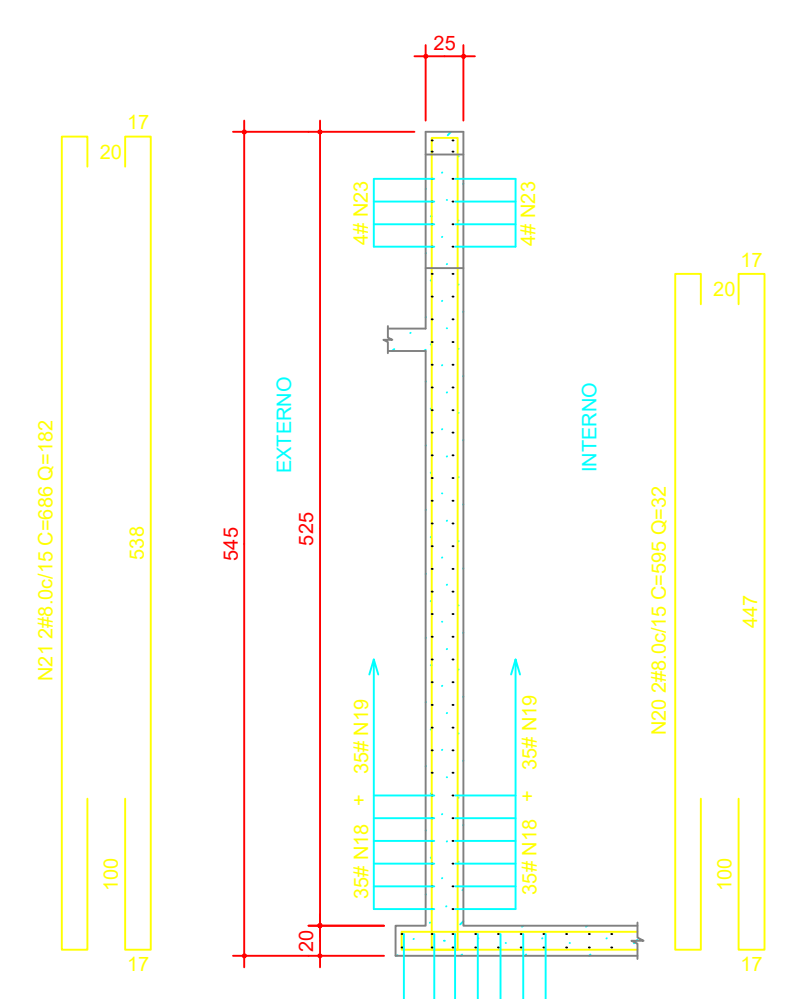 25
17
20
4# N23
4# N23
17
20
EXTERNO
INTERNO
N21 2#8.0c/15 C=686 Q=182
538
545
525
N20 2#8.0c/15 C=595 Q=32
447
35# N18 + 35# N19
35# N18 + 35# N19
100
100
20
17
17